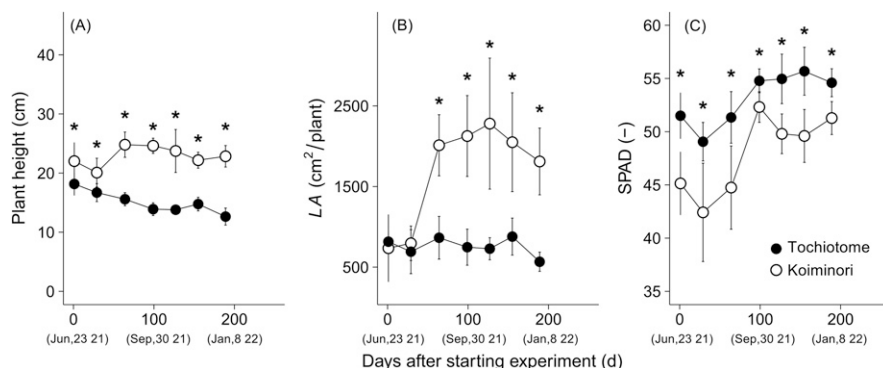 (A)
Plant height (cm)
40
30
20
10
0
* * * * * * *
0 100 200
(Jun,23 21) (Sep,30 21) (Jan,8 22)
(B)
LA (cm²/plant)
2500
1500
500
* * * * *
0 100 200
(Jun,23 21) (Sep,30 21) (Jan,8 22)
(C)
SPAD (−)
60
55
50
45
40
35
* * * * * * *
Tochiotome
Koiminori
0 100 200
(Jun,23 21) (Sep,30 21) (Jan,8 22)
Days after starting experiment (d)